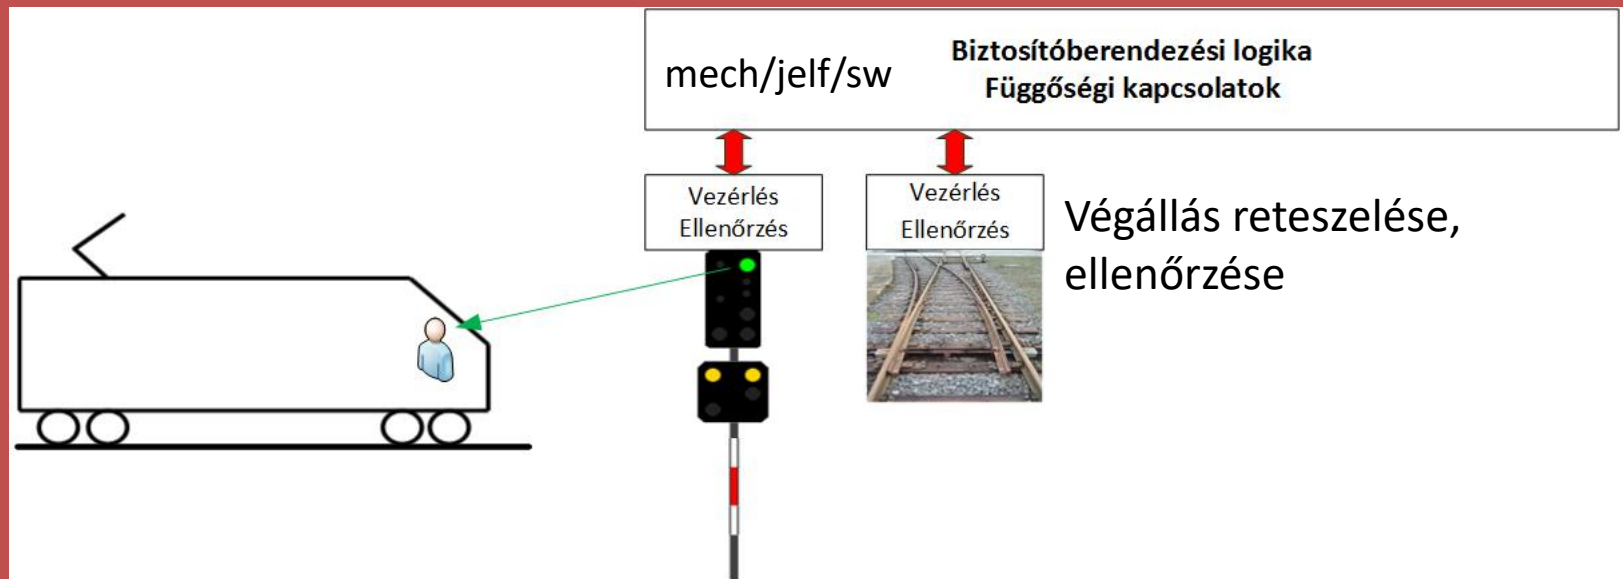 Biztosítóberendezési logika
mech/jelf/sw
Függőségi kapcsolatok
Vezérlés
Ellenőrzés
Vezérlés
Ellenőrzés
Végállás reteszelése,
ellenőrzése